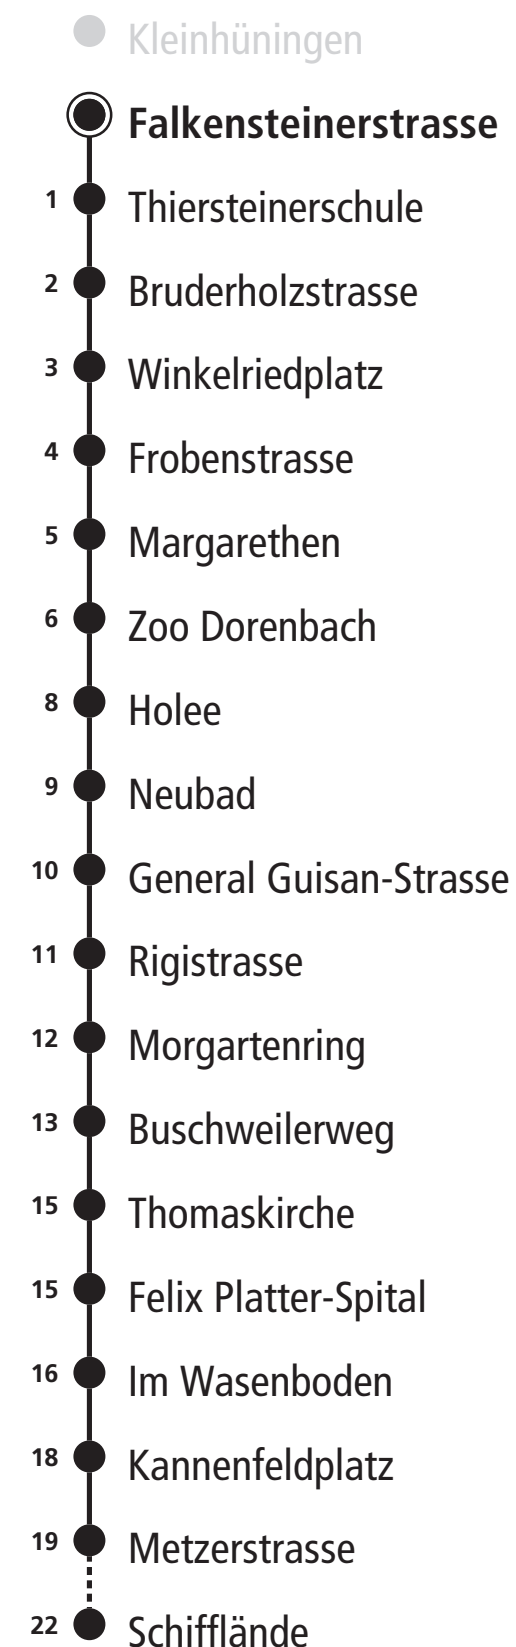 Kleinhüningen
Falkensteinerstrasse
1 Thiersteinerschule
2 Bruderholzstrasse
3 Winkelriedplatz
4 Frobenstrasse
5 Margarethen
6 Zoo Dorenbach
8 Holee
9 Neubad
10 General Guisan-Strasse
11 Rigistrasse
12 Morgartenring
13 Buschweilerweg
15 Thomaskirche
15 Felix Platter-Spital
16 Im Wasenboden
18 Kannenfeldplatz
19 Metzerstrasse
22 Schifflände